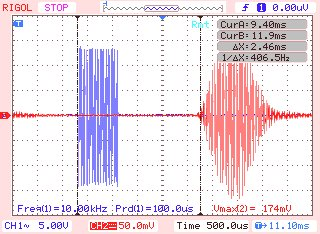 RIGOL STOP f 1 0.00uV
CurA: 9.40ms
CurB: 11.9ms
ΔX: 2.46ms
1/ΔX: 406.5Hz
Freq(1)=10.00kHz Prd(1)=100.0us Vmax(2)= 174mV
CH1~ 5.00V CH2 50.0mV Time 500.0us T→11.10ms